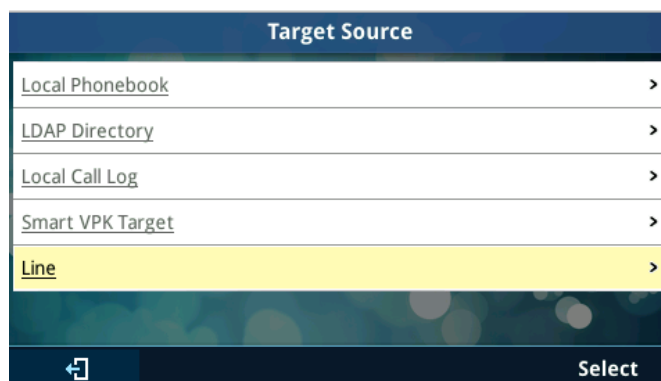 Target Source
Local Phonebook
LDAP Directory
Local Call Log
Smart VPK Target
Line
Select